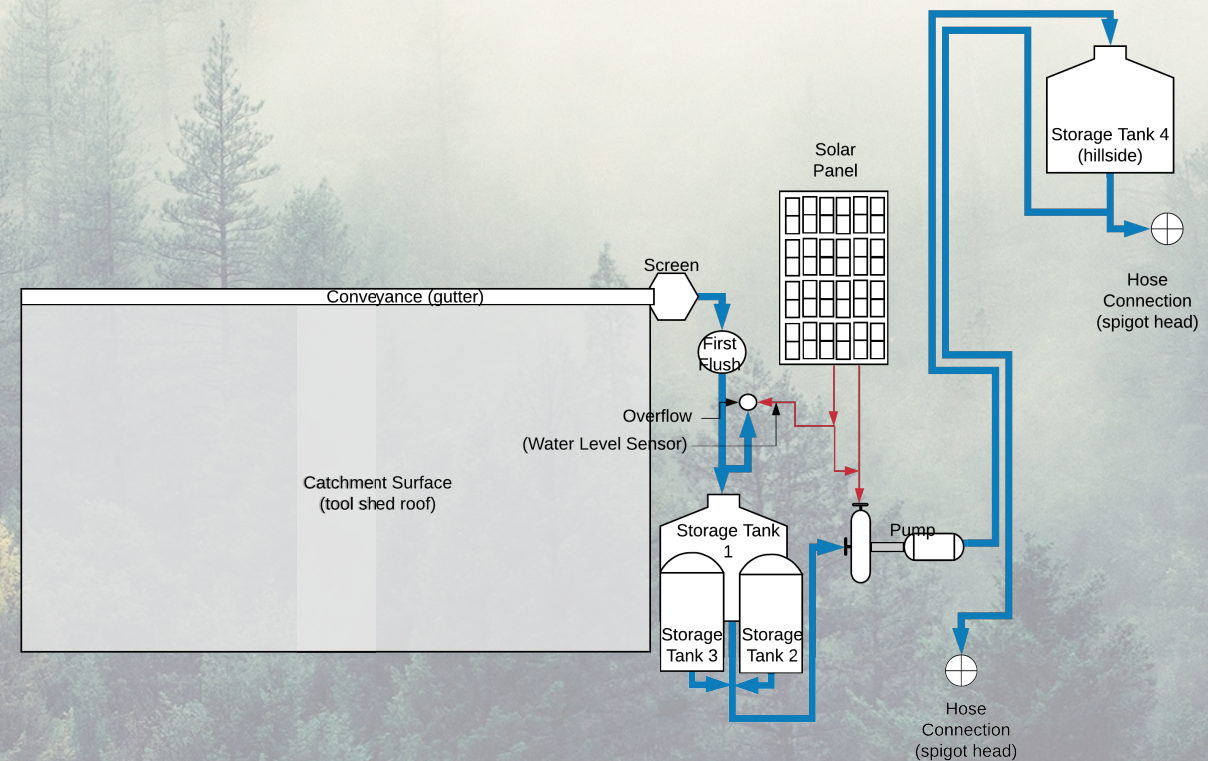 Storage Tank 4
(hillside)
Solar
Panel
Screen
Conveyance (gutter)
Hose
Connection
(spigot head)
First
Flush
Overflow
(Water Level Sensor)
Catchment Surface
(tool shed roof)
Storage Tank
1
Pump
Storage
Tank 3
Storage
Tank 2
Hose
Connection
(spigot head)